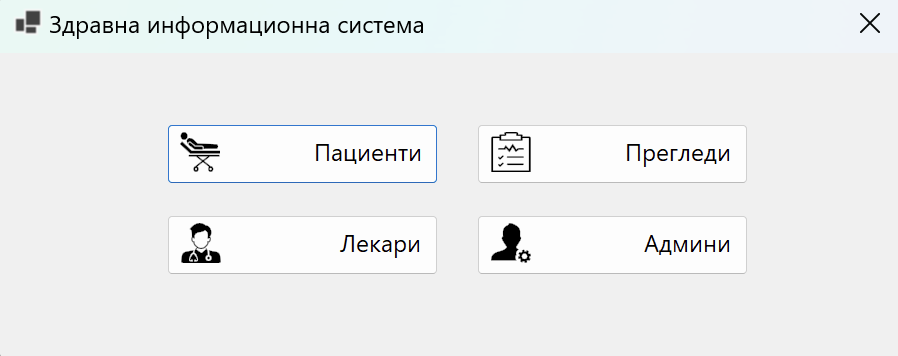 Здравна информационна система
Пациенти
Прегледи
Лекари
Админи